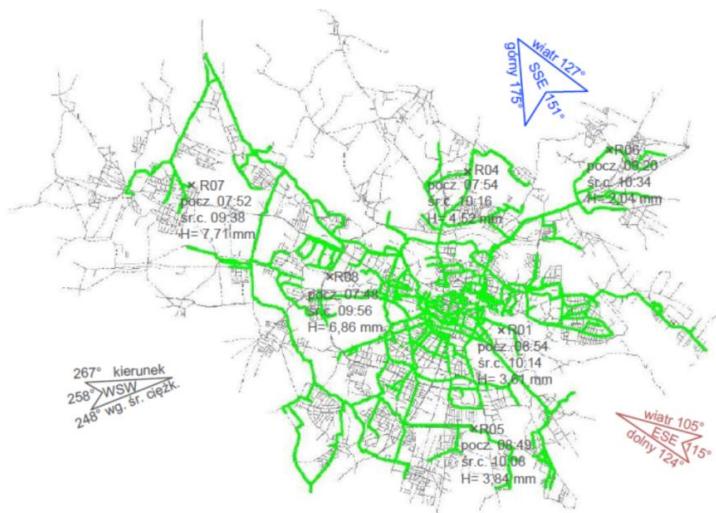 wiatr 127°
SSE 151°
górny 175°
R06
pocz. 08:20
śr.c. 10:34
H= 2,04 mm
R04
pocz. 07:54
śr.c. 10:16
H= 4,52 mm
R07
pocz. 07:52
śr.c. 09:38
H= 7,71 mm
R08
pocz. 07:48
śr.c. 09:56
H= 6,86 mm
R01
pocz. 08:54
śr.c. 10:14
H= 3,61 mm
267° kierunek
258° WSW
248° wg. śr. ciężk.
R05
pocz. 08:49
śr.c. 10:08
H= 3,84 mm
wiatr 105°
ESE 115°
dolny 124°